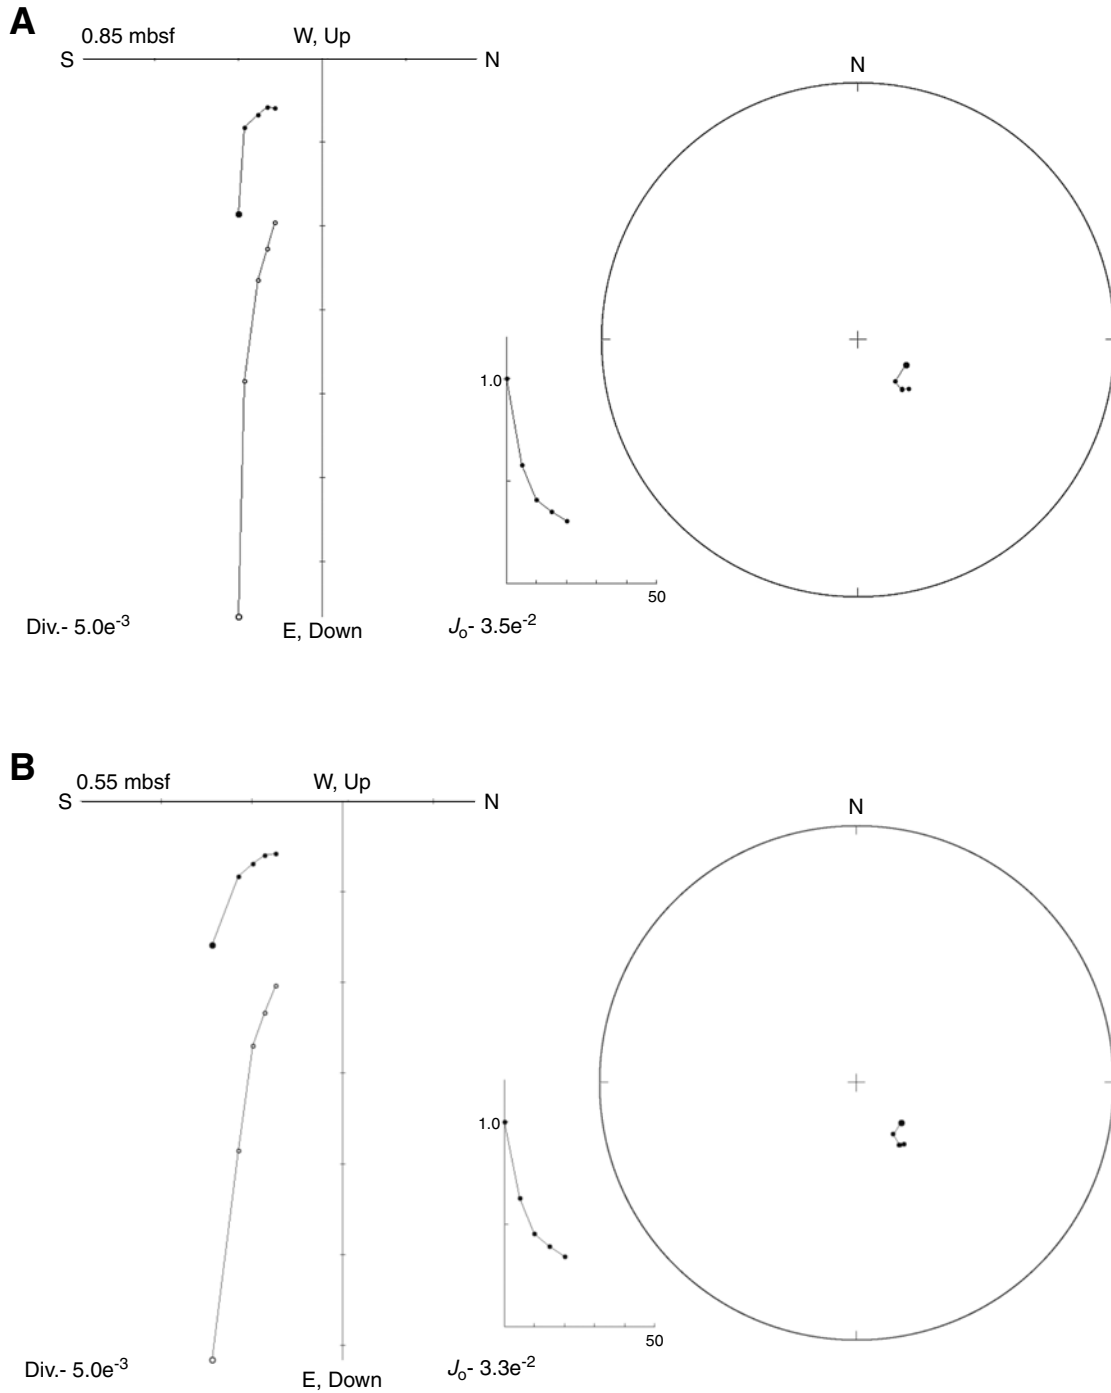 A
0.85 mbsf
W, Up
S
N
N
1.0
50
Div.- 5.0e-3
E, Down
Jo- 3.5e-2
B
0.55 mbsf
W, Up
S
N
N
1.0
50
Div.- 5.0e-3
E, Down
Jo- 3.3e-2